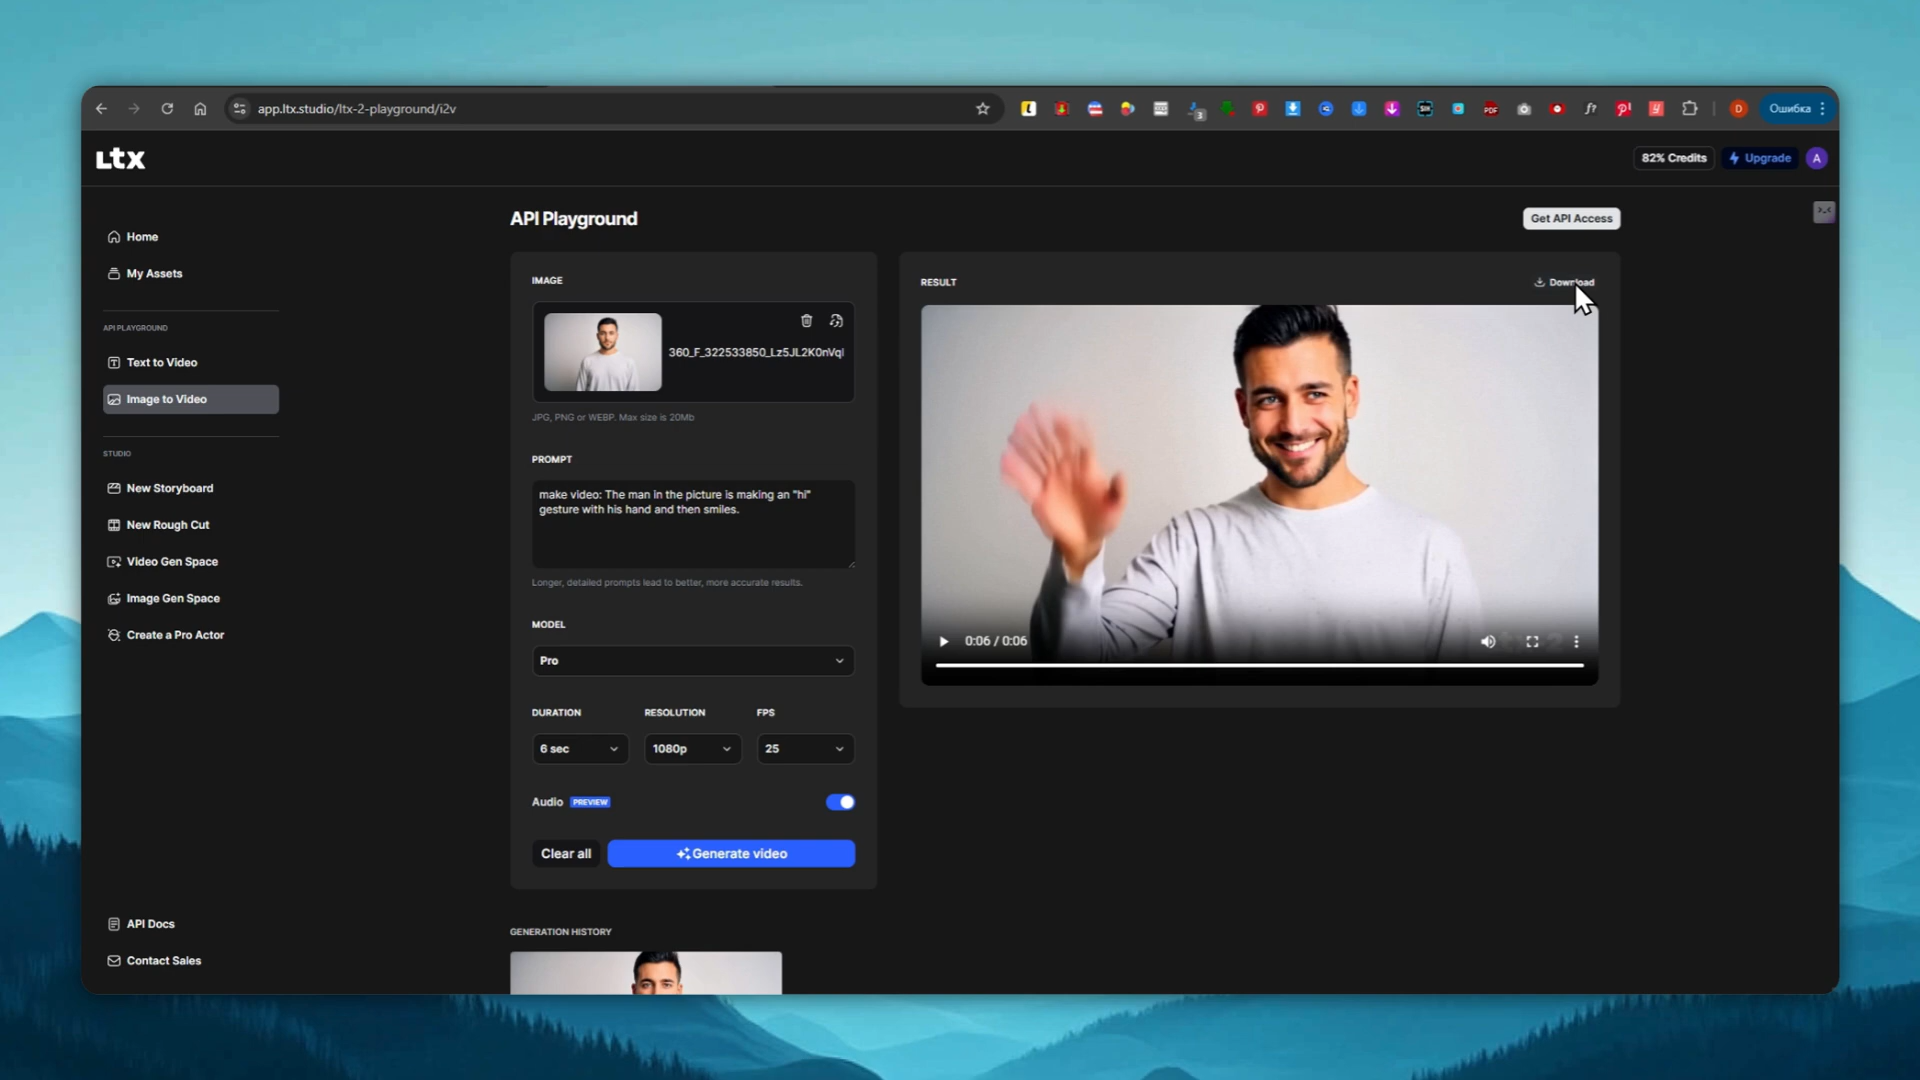 app.ltx.studio/ltx-2-playground/i2v
Ошибка
LTX
82% Credits
Upgrade
A
API Playground
Get API Access
Home
My Assets
API PLAYGROUND
Text to Video
Image to Video
STUDIO
New Storyboard
New Rough Cut
Video Gen Space
Image Gen Space
Create a Pro Actor
API Docs
Contact Sales
IMAGE
360_F_322533850_Lz5JL2K0nVql
JPG, PNG or WEBP. Max size is 20Mb
PROMPT
make video: The man in the picture is making an "hi"
gesture with his hand and then smiles.
Longer, detailed prompts lead to better, more accurate results.
MODEL
Pro
DURATION
RESOLUTION
FPS
6 sec
1080p
25
Audio PREVIEW
Clear all
Generate video
GENERATION HISTORY
RESULT
Download
0:06 / 0:06